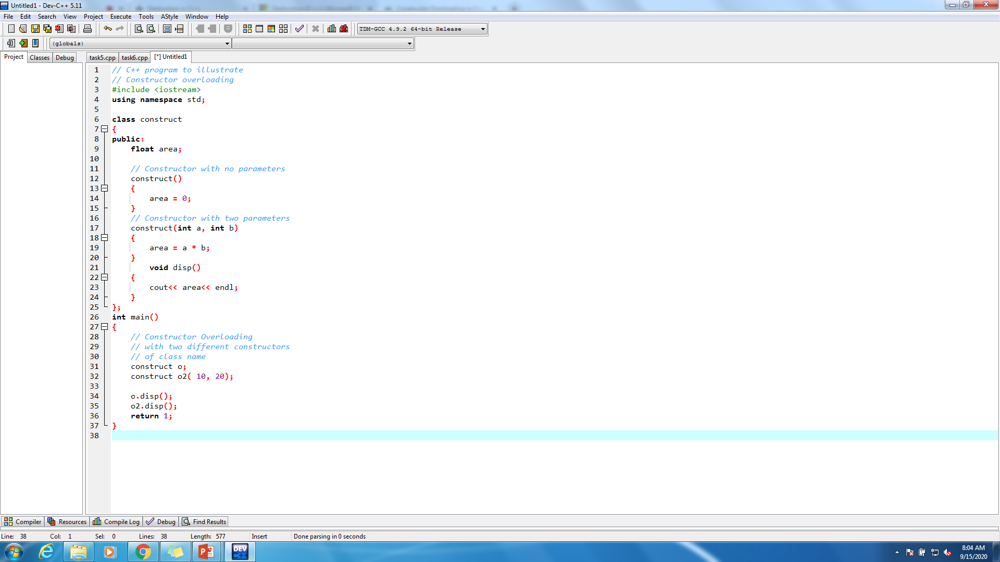 Untitled1 - Dev-C++ 5.11
File Edit Search View Project Execute Tools AStyle Window Help
TDM-GCC 4.9.2 64-bit Release
(globals)
Project Classes Debug task5.cpp task6.cpp [*] Untitled1
1 // C++ program to illustrate
2 // Constructor overloading
3 #include <iostream>
4 using namespace std;
5
6 class construct
7 {
8 public:
9 float area;
10
11 // Constructor with no parameters
12 construct()
13 {
14 area = 0;
15 }
16 // Constructor with two parameters
17 construct(int a, int b)
18 {
19 area = a * b;
20 }
21 void disp()
22 {
23 cout<< area<< endl;
24 }
25 };
26 int main()
27 {
28 // Constructor Overloading
29 // with two different constructors
30 // of class name
31 construct o;
32 construct o2( 10, 20);
33
34 o.disp();
35 o2.disp();
36 return 1;
37 }
38
Compiler Resources Compile Log Debug Find Results
Line: 38 Col: 1 Sel: 0 Lines: 38 Length: 577 Insert Done parsing in 0 seconds
DEV C++
8:04 AM
9/15/2020